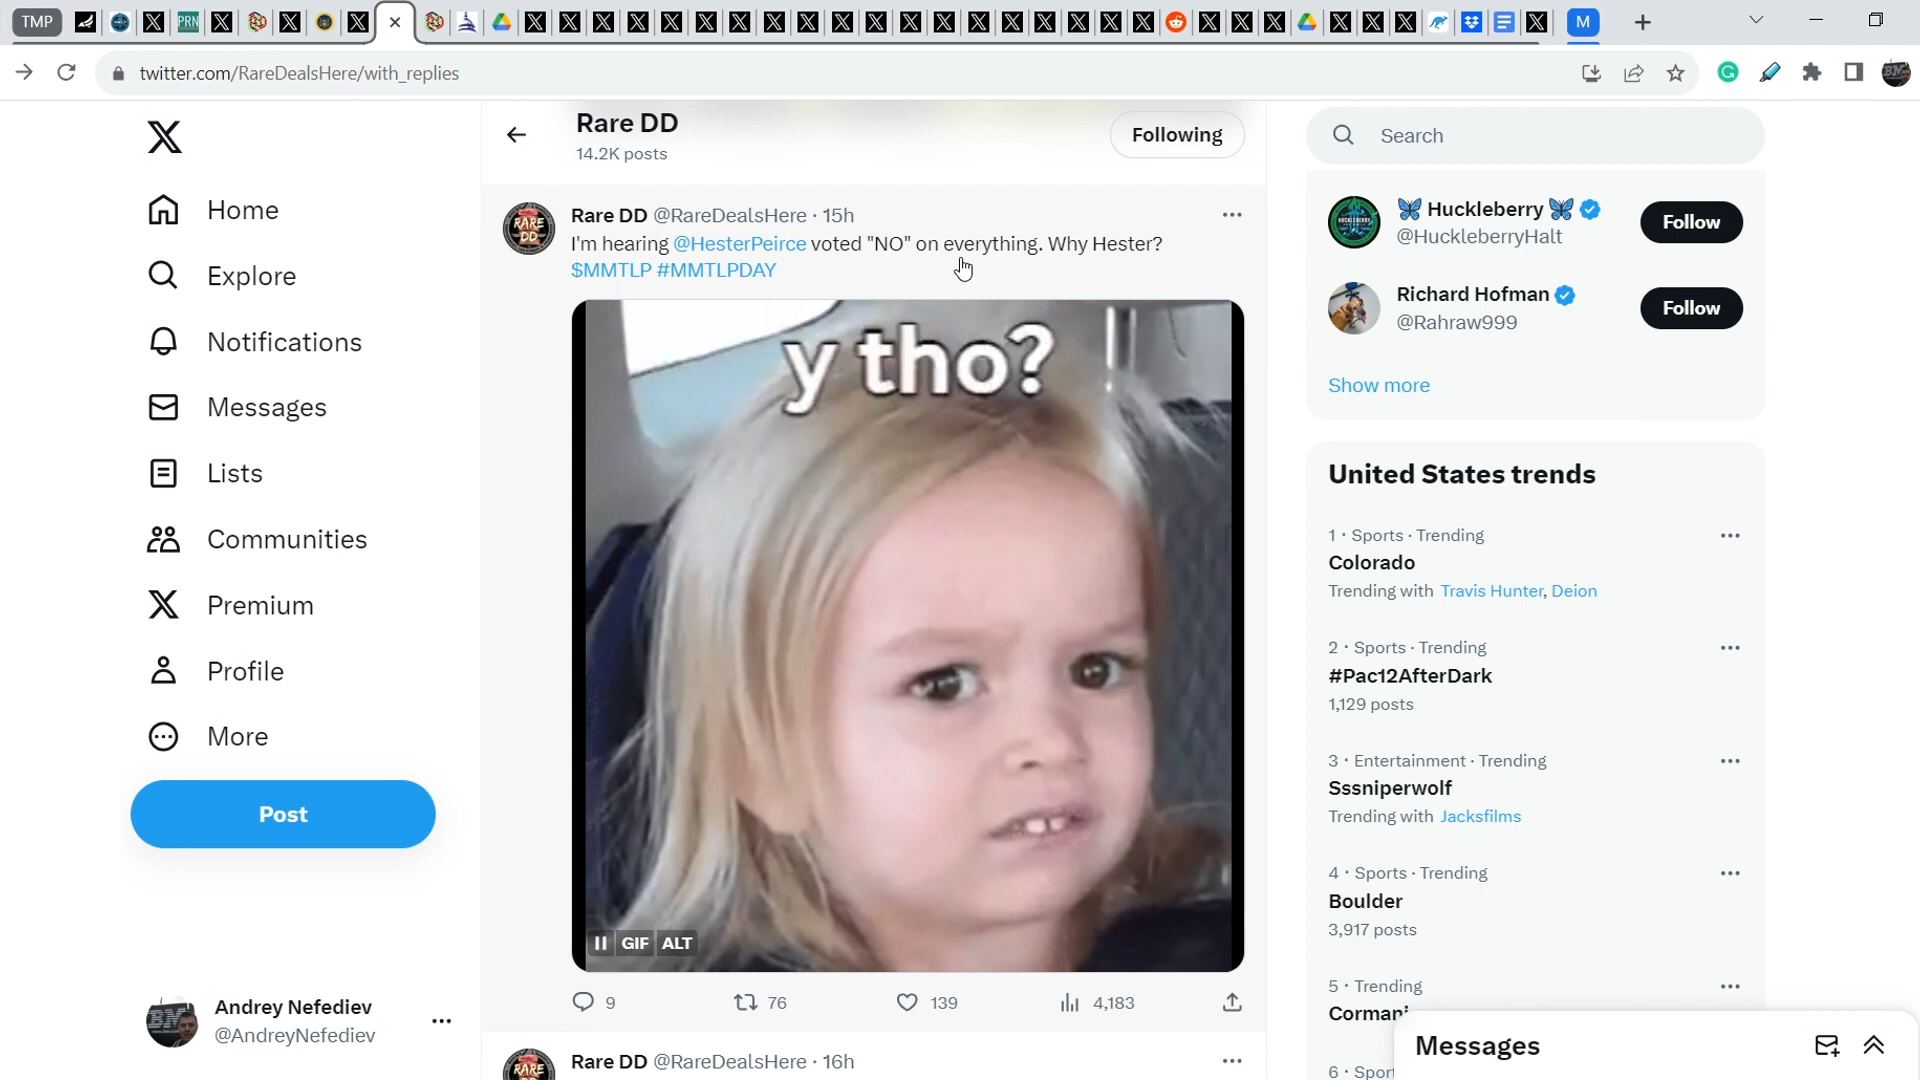 TMP
PRN
M
twitter.com/RareDealsHere/with_replies
Rare DD
14.2K posts
Following
Search
Home
Explore
Notifications
Messages
Lists
Communities
Premium
Profile
More
Post
Andrey Nefediev
@AndreyNefediev
RARE DD
Rare DD @RareDealsHere · 15h
I'm hearing @HesterPeirce voted "NO" on everything. Why Hester?
$MMTLP #MMTLPDAY
y tho?
GIF ALT
9
76
139
4,183
RARE
Rare DD @RareDealsHere · 16h
Huckleberry
@HuckleberryHalt
Follow
Richard Hofman
@Rahraw999
Follow
Show more
United States trends
1 · Sports · Trending
Colorado
Trending with Travis Hunter, Deion
2 · Sports · Trending
#Pac12AfterDark
1,129 posts
3 · Entertainment · Trending
Sssniperwolf
Trending with Jacksfilms
4 · Sports · Trending
Boulder
3,917 posts
5 · Trending
Cormani
Messages